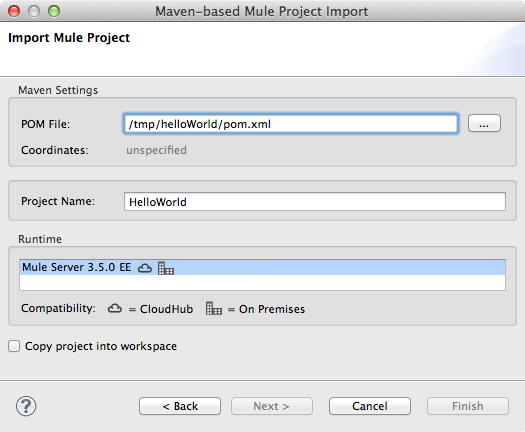 Maven-based Mule Project Import
Import Mule Project
Maven Settings
POM File: /tmp/helloWorld/pom.xml ...
Coordinates: unspecified
Project Name: HelloWorld
Runtime
Mule Server 3.5.0 EE
Compatibility: = CloudHub = On Premises
Copy project into workspace
? < Back Next > Cancel Finish